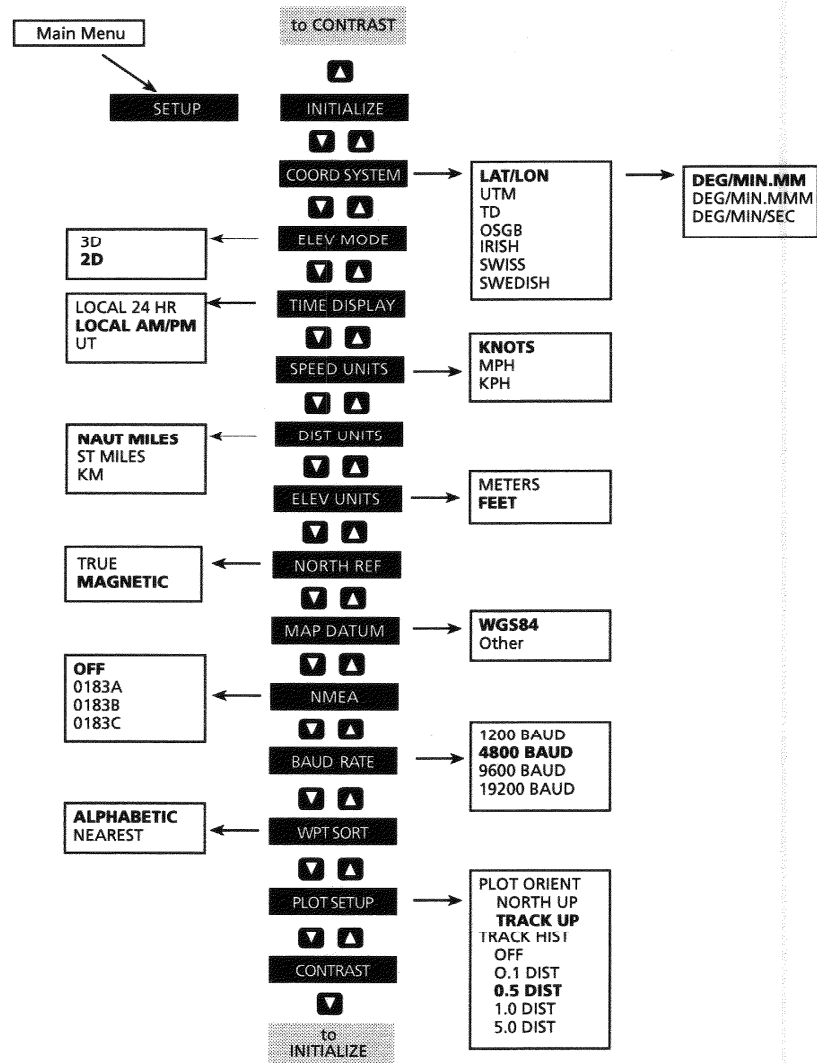 to CONTRAST
Main Menu
SETUP
INITIALIZE
COORD SYSTEM
LAT/LON
UTM
TD
OSGB
IRISH
SWISS
SWEDISH
DEG/MIN.MM
DEG/MIN.MMM
DEG/MIN/SEC
ELEV MODE
3D
2D
TIME DISPLAY
LOCAL 24 HR
LOCAL AM/PM
UT
SPEED UNITS
KNOTS
MPH
KPH
DIST UNITS
NAUT MILES
ST MILES
KM
ELEV UNITS
METERS
FEET
NORTH REF
TRUE
MAGNETIC
MAP DATUM
WGS84
Other
NMEA
OFF
0183A
0183B
0183C
BAUD RATE
1200 BAUD
4800 BAUD
9600 BAUD
19200 BAUD
WPT SORT
ALPHABETIC
NEAREST
PLOT SETUP
PLOT ORIENT
NORTH UP
TRACK UP
TRACK HIST
OFF
O.1 DIST
0.5 DIST
1.0 DIST
5.0 DIST
CONTRAST
to
INITIALIZE